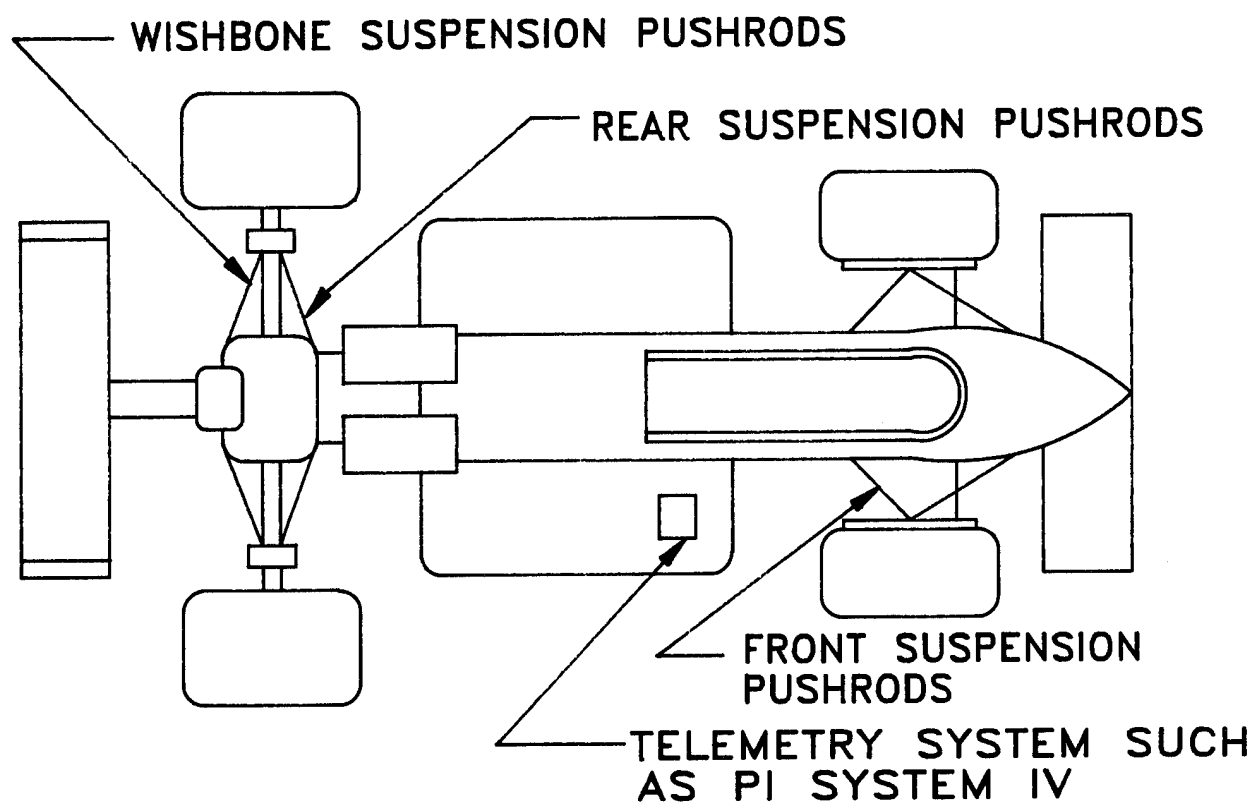 WISHBONE SUSPENSION PUSHRODS
REAR SUSPENSION PUSHRODS
FRONT SUSPENSION
PUSHRODS
TELEMETRY SYSTEM SUCH
AS PI SYSTEM IV